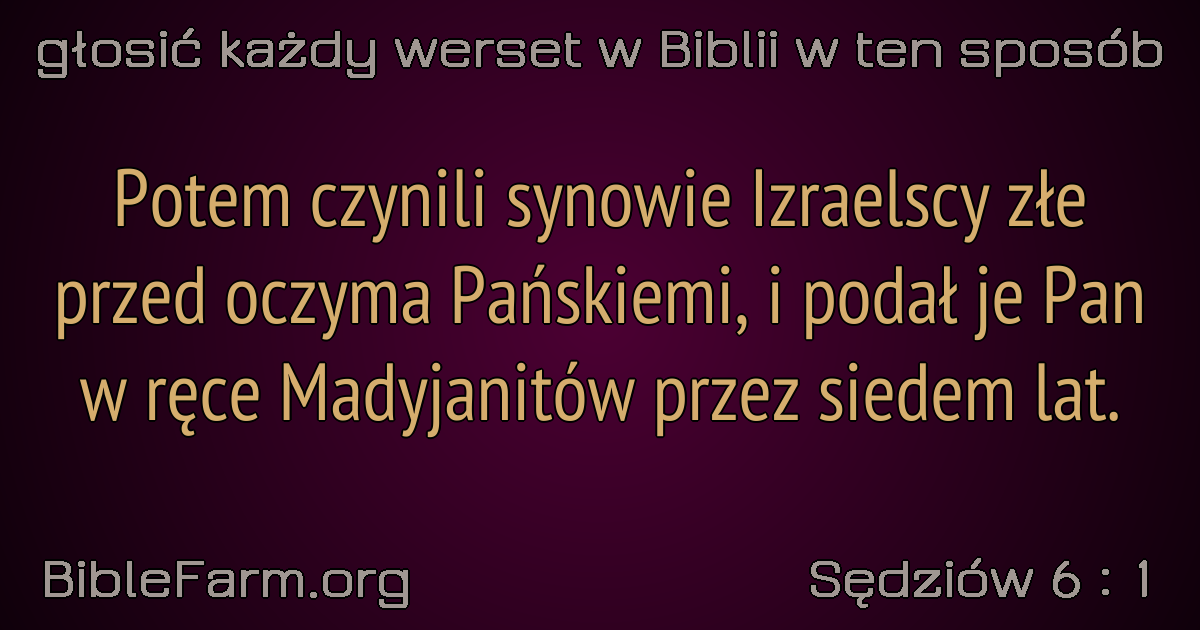 głosić każdy werset w Biblii w ten sposób
Potem czynili synowie Izraelscy złe
przed oczyma Pańskiemi, i podał je Pan
w ręce Madyjanitów przez siedem lat.
BibleFarm.org
Sędziów 6 : 1